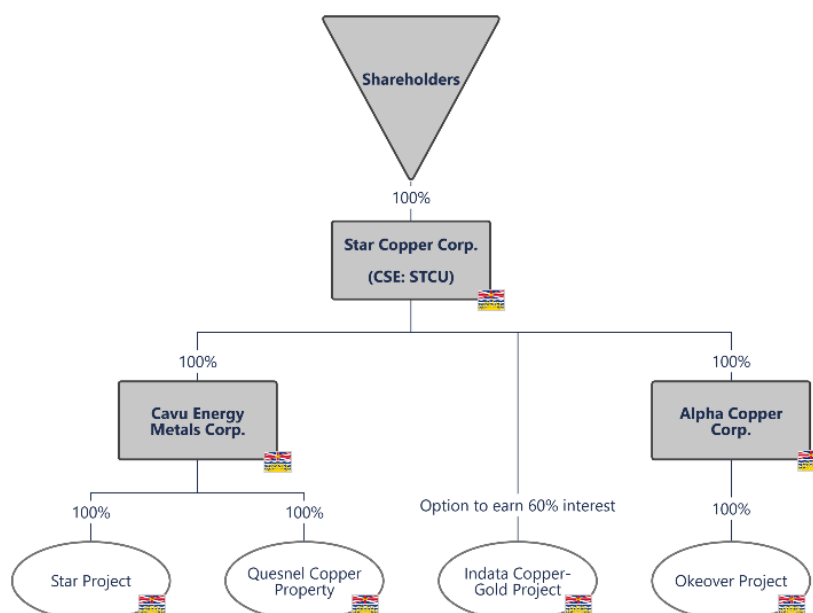 Shareholders
100%
Star Copper Corp.
(CSE: STCU)
100%
100%
Cavu Energy
Metals Corp.
Alpha Copper
Corp.
100%
100%
Option to earn 60% interest
100%
Star Project
Quesnel Copper
Property
Indata Copper-
Gold Project
Okeover Project